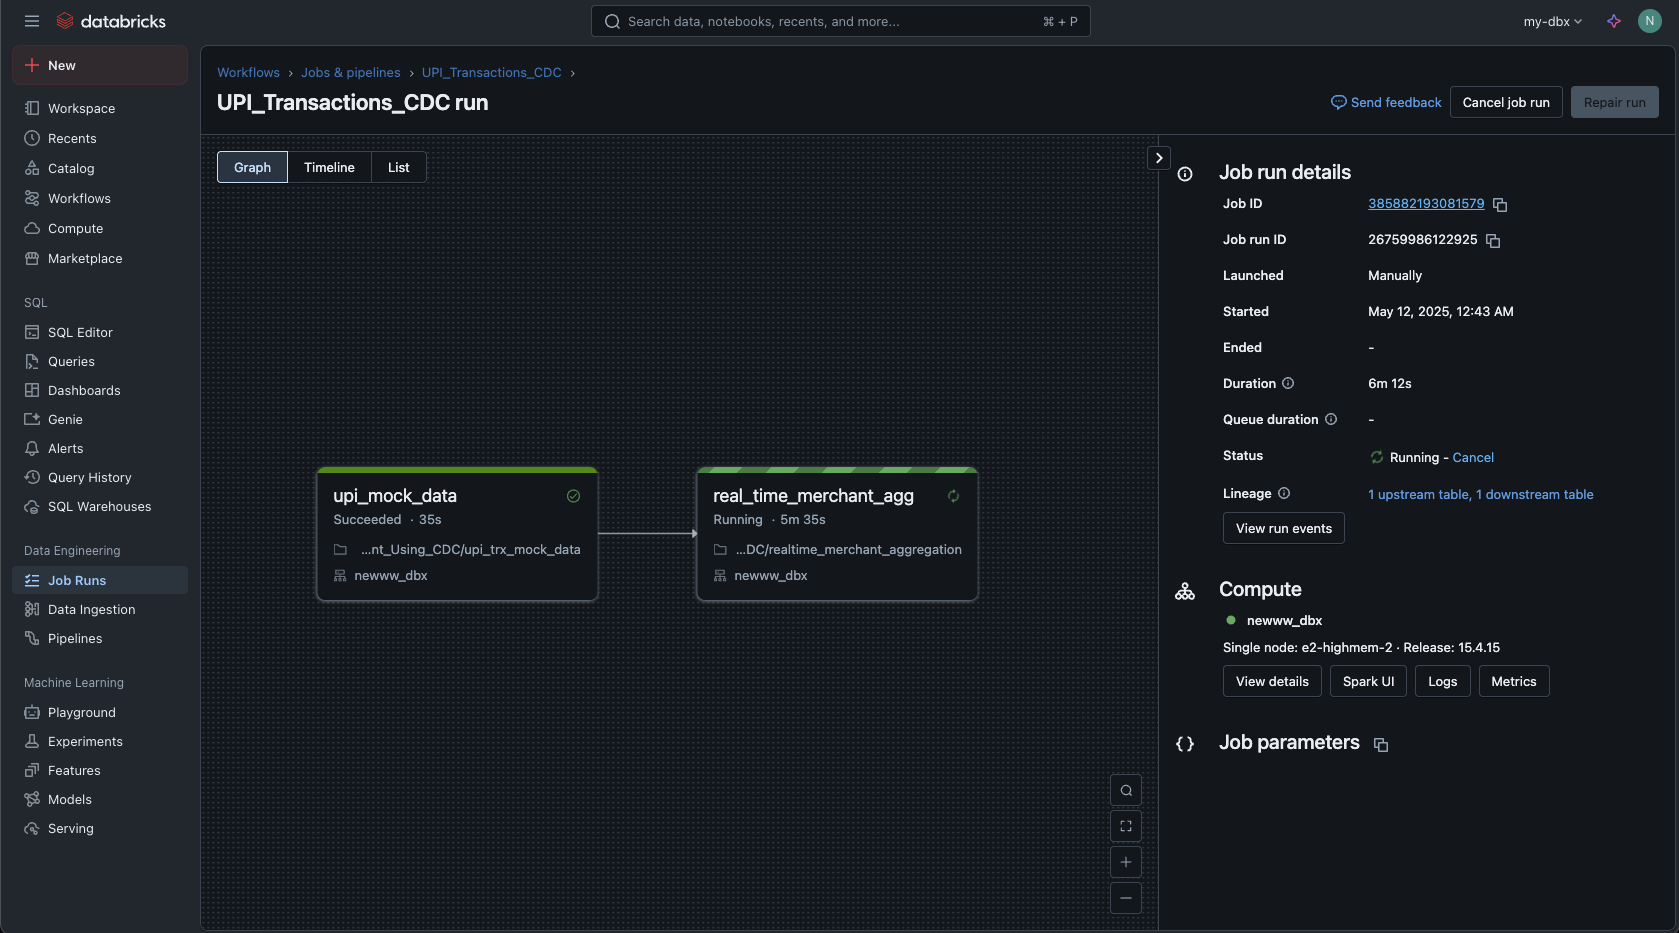 databricks
Search data, notebooks, recents, and more...
⌘ + P
my-dbx
N
New
Workspace
Recents
Catalog
Workflows
Compute
Marketplace
SQL
SQL Editor
Queries
Dashboards
Genie
Alerts
Query History
SQL Warehouses
Data Engineering
Job Runs
Data Ingestion
Pipelines
Machine Learning
Playground
Experiments
Features
Models
Serving
Workflows › Jobs & pipelines › UPI_Transactions_CDC ›
UPI_Transactions_CDC run
Send feedback
Cancel job run
Repair run
Graph
Timeline
List
upi_mock_data
Succeeded · 35s
...nt_Using_CDC/upi_trx_mock_data
newww_dbx
real_time_merchant_agg
Running · 5m 35s
...DC/realtime_merchant_aggregation
newww_dbx
Job run details
Job ID 385882193081579
Job run ID 26759986122925
Launched Manually
Started May 12, 2025, 12:43 AM
Ended -
Duration 6m 12s
Queue duration -
Status Running - Cancel
Lineage 1 upstream table, 1 downstream table
View run events
Compute
newww_dbx
Single node: e2-highmem-2 · Release: 15.4.15
View details
Spark UI
Logs
Metrics
Job parameters